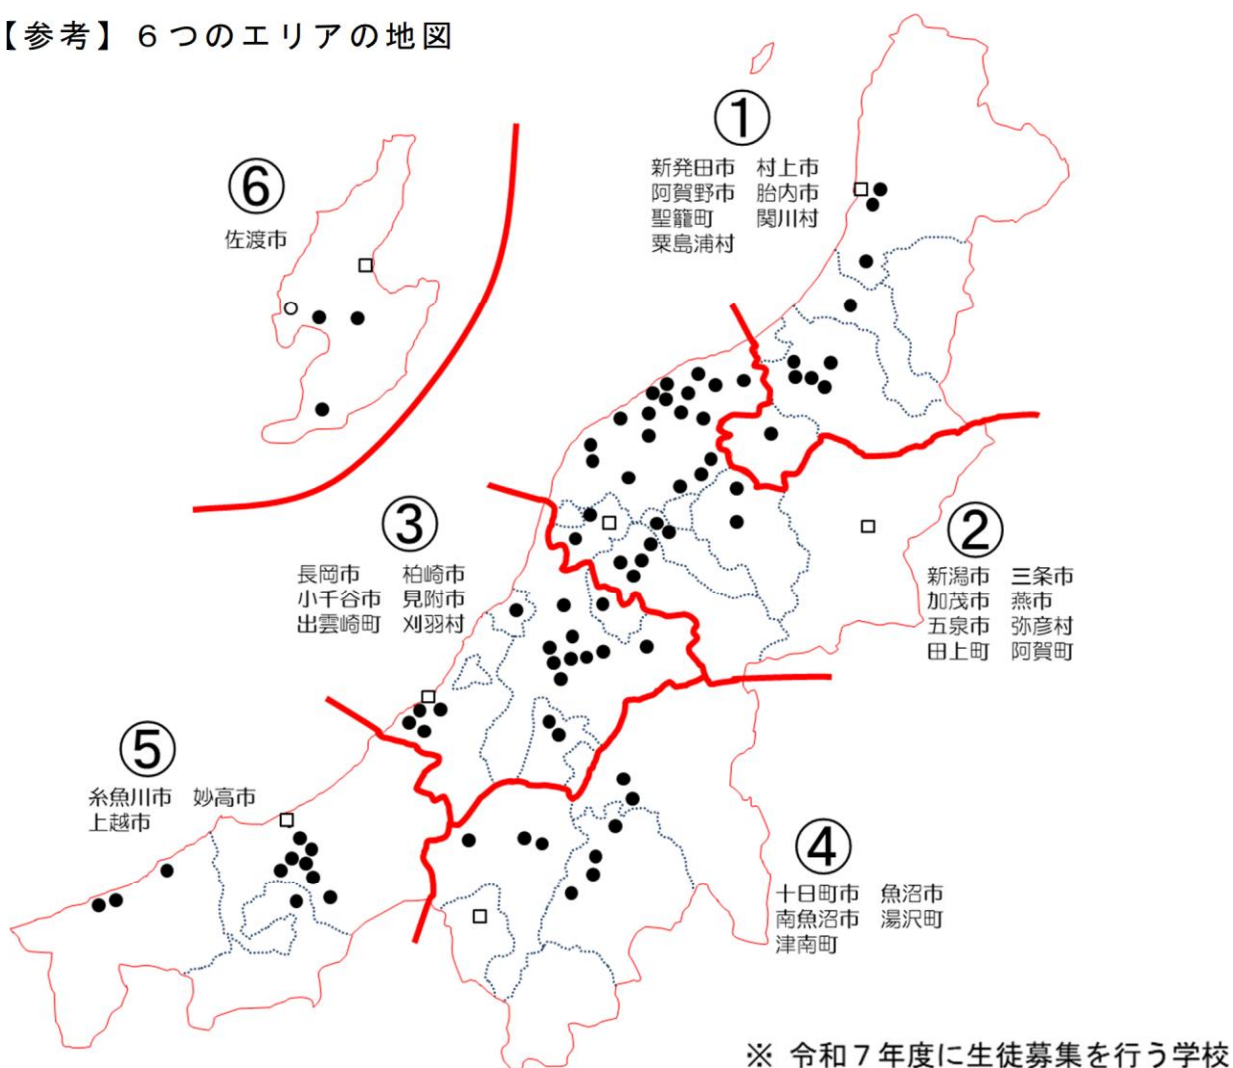 【参考】６つのエリアの地図
①
新発田市 村上市
阿賀野市 胎内市
聖籠町 関川村
粟島浦村
⑥
佐渡市
③
長岡市 柏崎市
小千谷市 見附市
出雲崎町 刈羽村
②
新潟市 三条市
加茂市 燕市
五泉市 弥彦村
田上町 阿賀町
⑤
糸魚川市 妙高市
上越市
④
十日町市 魚沼市
南魚沼市 湯沢町
津南町
※ 令和７年度に生徒募集を行う学校